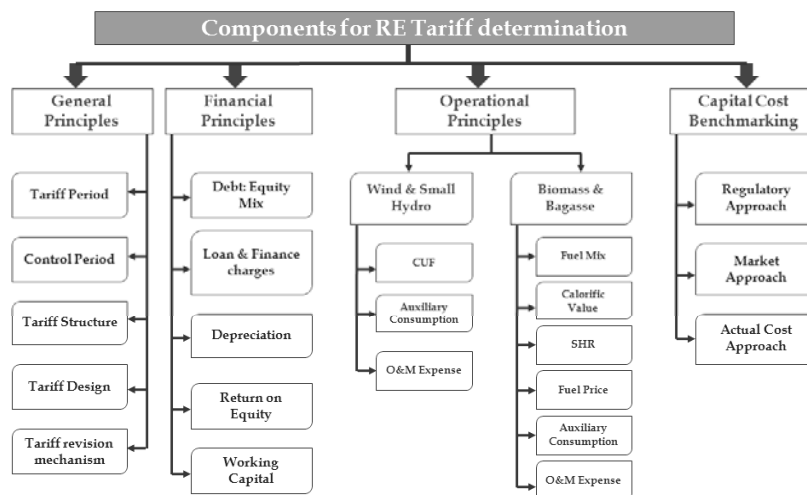 Components for RE Tariff determination
General
Principles
Tariff Period
Control Period
Tariff Structure
Tariff Design
Tariff revision
mechanism
Financial
Principles
Debt: Equity
Mix
Loan & Finance
charges
Depreciation
Return on
Equity
Working
Capital
Operational
Principles
Wind & Small
Hydro
CUF
Auxiliary
Consumption
O&M Expense
Biomass &
Bagasse
Fuel Mix
Calorific
Value
SHR
Fuel Price
Auxiliary
Consumption
O&M Expense
Capital Cost
Benchmarking
Regulatory
Approach
Market
Approach
Actual Cost
Approach